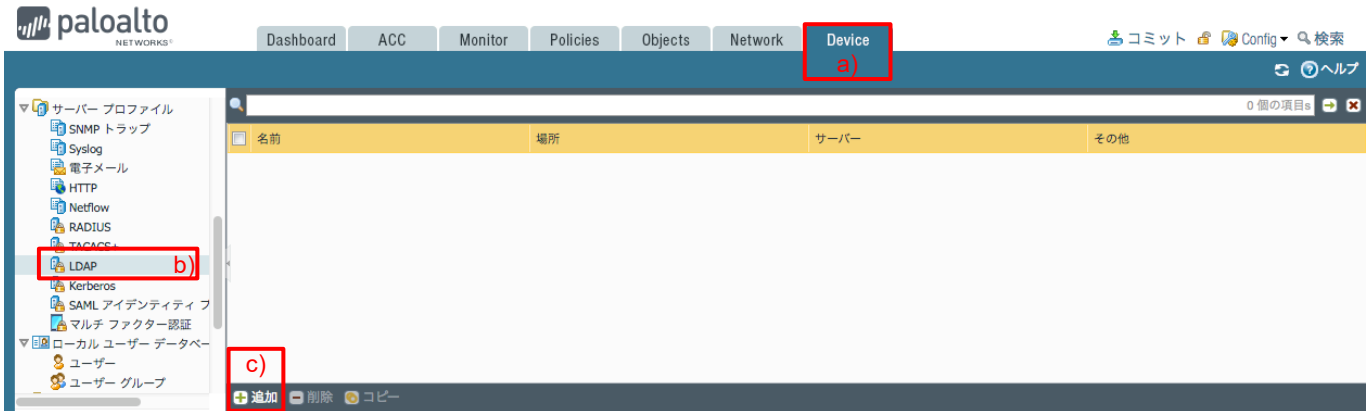 paloalto
NETWORKS®
Dashboard ACC Monitor Policies Objects Network Device
a)
コミット Config 検索
ヘルプ
サーバー プロファイル
SNMP トラップ
Syslog
電子メール
HTTP
Netflow
RADIUS
TACACS+
LDAP b)
Kerberos
SAML アイデンティティ プ
マルチ ファクター認証
ローカル ユーザー データベー
ユーザー
ユーザー グループ
0 個の項目s
名前 場所 サーバー その他
c)
追加 削除 コピー